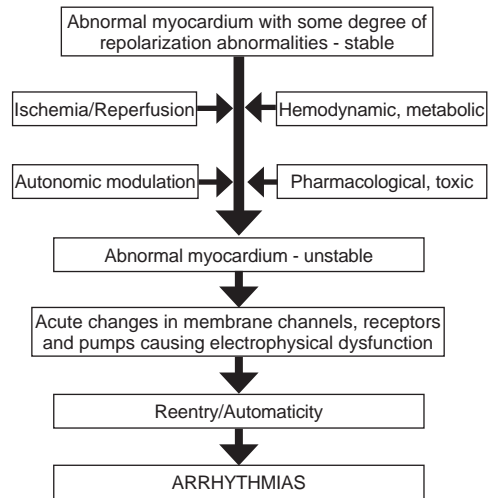 Abnormal myocardium with some degree of
repolarization abnormalities - stable
Ischemia/Reperfusion
Hemodynamic, metabolic
Autonomic modulation
Pharmacological, toxic
Abnormal myocardium - unstable
Acute changes in membrane channels, receptors
and pumps causing electrophysical dysfunction
Reentry/Automaticity
ARRHYTHMIAS